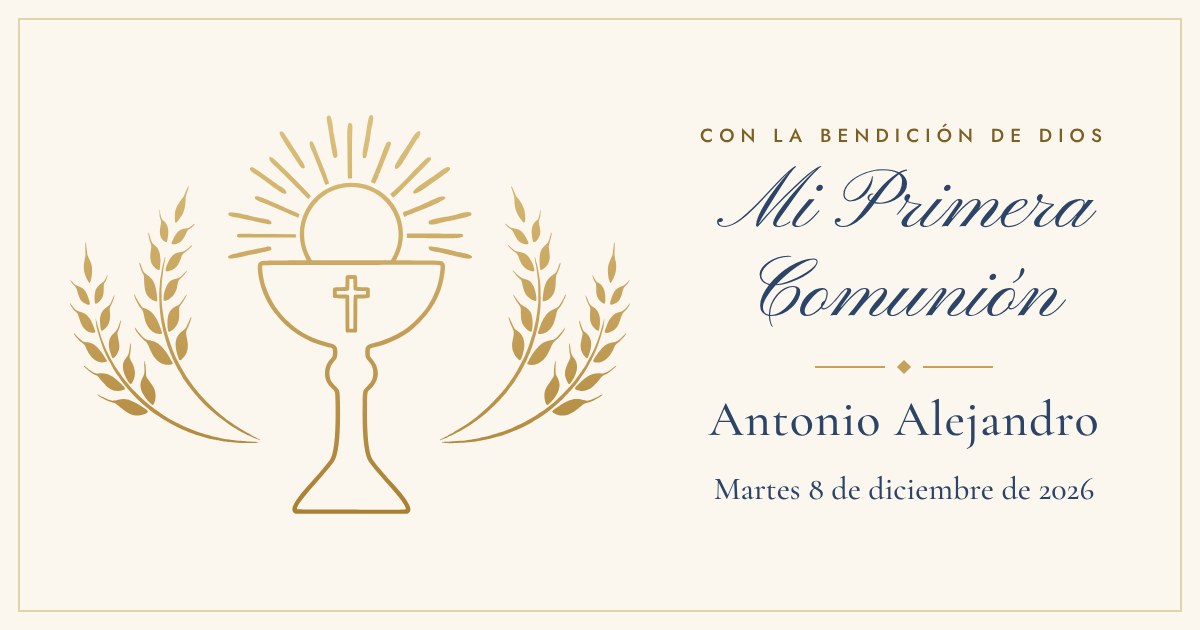 CON LA BENDICIÓN DE DIOS
Mi Primera
Comunión
Antonio Alejandro
Martes 8 de diciembre de 2026